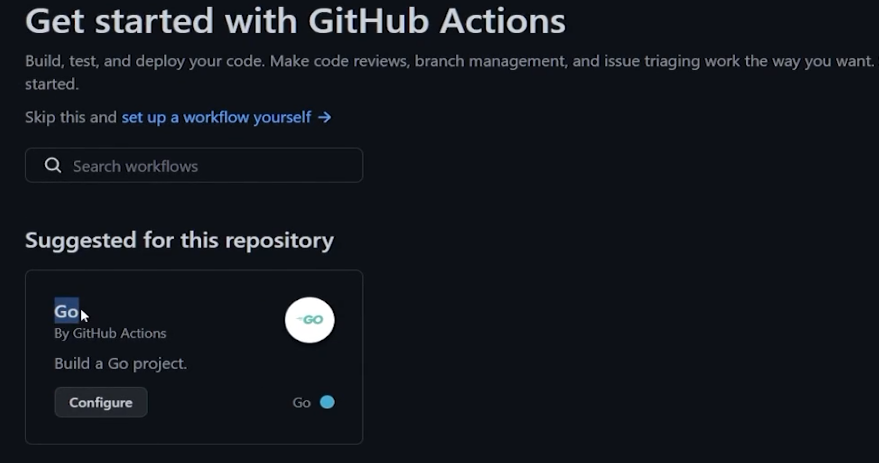 Get started with GitHub Actions
Build, test, and deploy your code. Make code reviews, branch management, and issue triaging work the way you want.
started.
Skip this and set up a workflow yourself →
Search workflows
Suggested for this repository
Go
GO
By GitHub Actions
Build a Go project.
Configure
Go